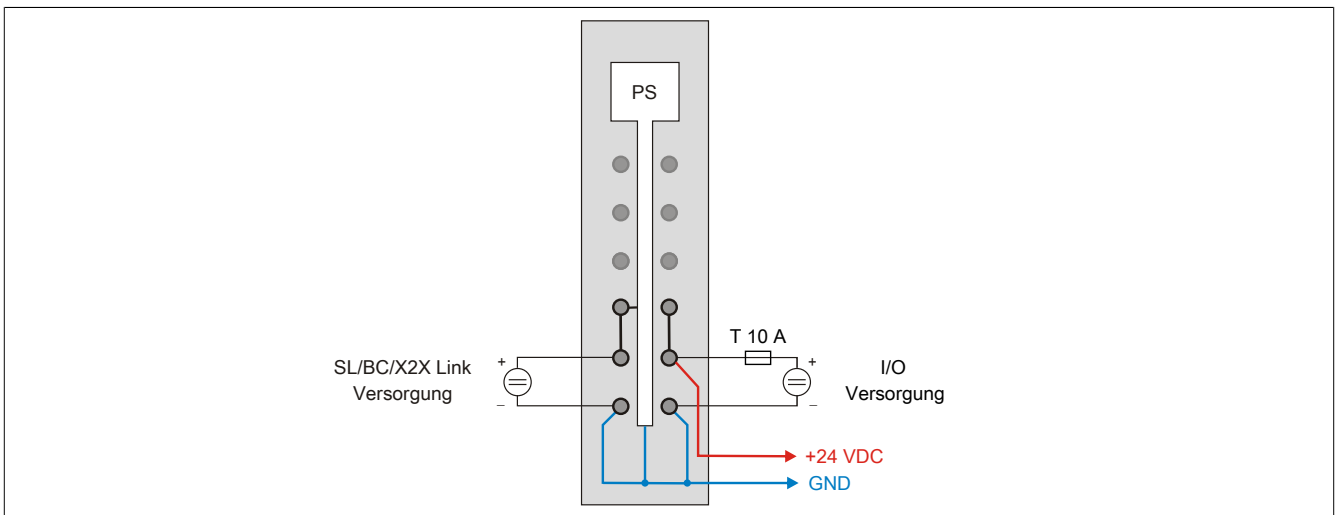 PS
T 10 A
SL/BC/X2X Link
Versorgung
+
−
+
−
I/O
Versorgung
+24 VDC
GND